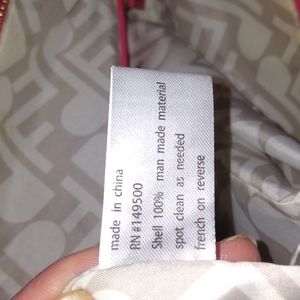 made in china
RN #149500
Shell 100% man made material
spot clean as needed
french on reverse